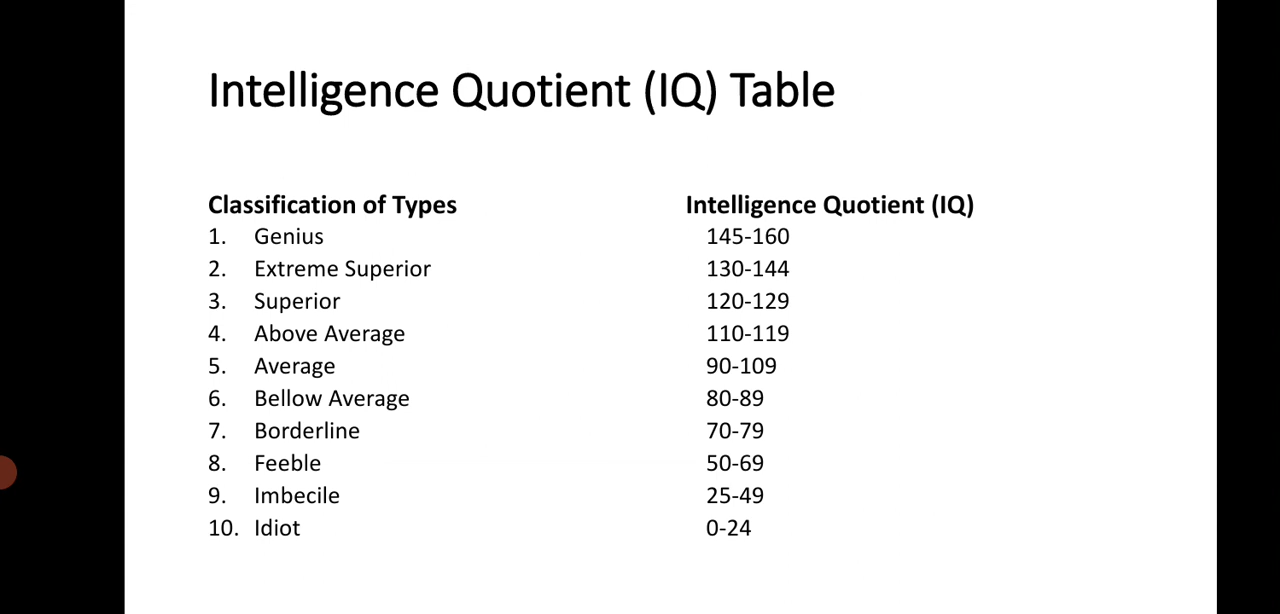 Intelligence Quotient (IQ) Table
Classification of Types Intelligence Quotient (IQ)
1. Genius 145-160
2. Extreme Superior 130-144
3. Superior 120-129
4. Above Average 110-119
5. Average 90-109
6. Bellow Average 80-89
7. Borderline 70-79
8. Feeble 50-69
9. Imbecile 25-49
10. Idiot 0-24